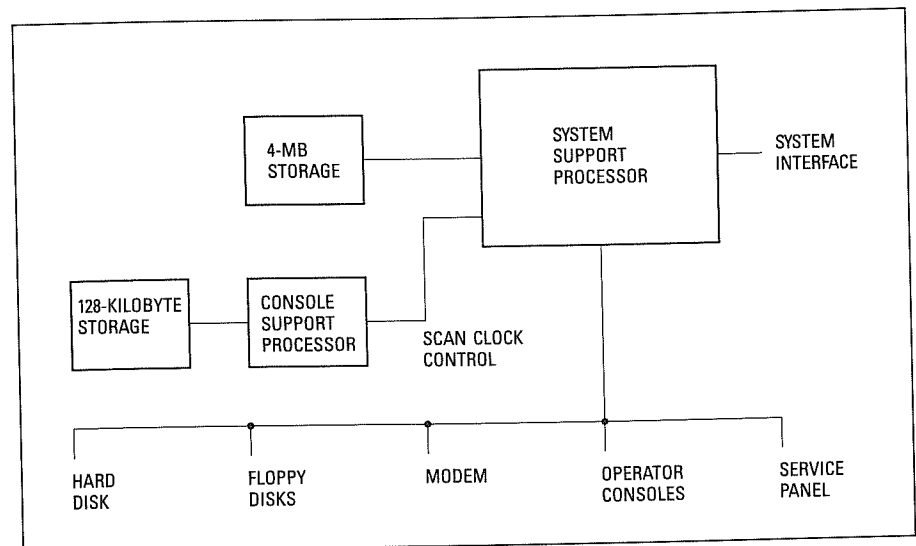 4-MB
STORAGE
SYSTEM
SUPPORT
PROCESSOR
SYSTEM
INTERFACE
128-KILOBYTE
STORAGE
CONSOLE
SUPPORT
PROCESSOR
SCAN CLOCK
CONTROL
HARD
DISK
FLOPPY
DISKS
MODEM
OPERATOR
CONSOLES
SERVICE
PANEL